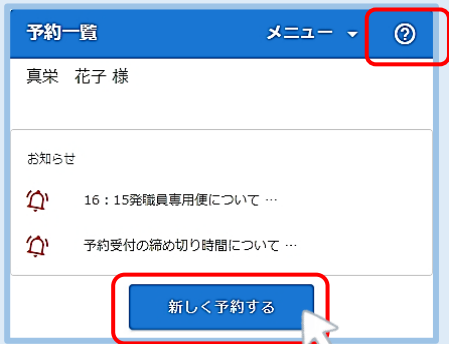 予約一覧 メニュー
真栄 花子 様
お知らせ
16：15発職員専用便について …
予約受付の締め切り時間について …
新しく予約する